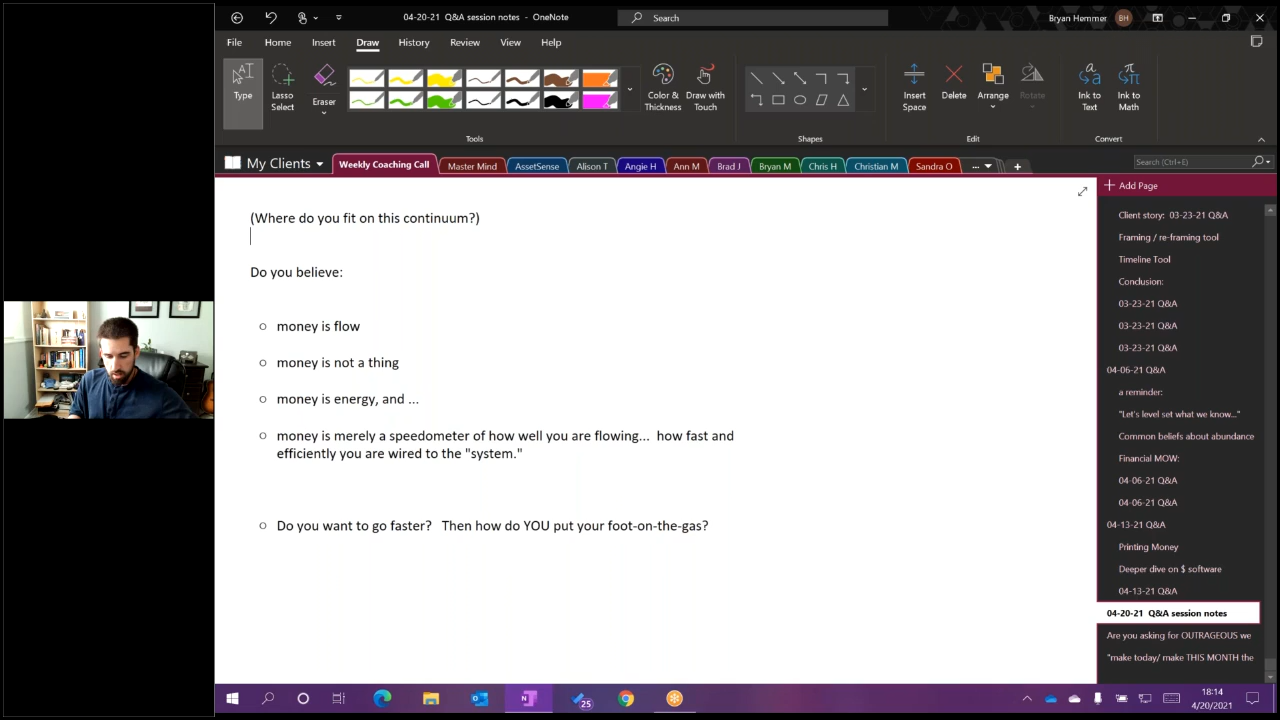 04-20-21 Q&A session notes - OneNote
Search
Bryan Hemmer
BH
File
Home
Insert
Draw
History
Review
View
Help
Type
Lasso Select
Eraser
Color & Thickness
Draw with Touch
Insert Space
Delete
Arrange
Rotate
Ink to Text
Ink to Math
Tools
Shapes
Edit
Convert
My Clients
Weekly Coaching Call
Master Mind
AssetSense
Alison T
Angie H
Ann M
Brad J
Bryan M
Chris H
Christian M
Sandra O
...
Search (Ctrl+E)
Add Page
(Where do you fit on this continuum?)
Do you believe:
money is flow
money is not a thing
money is energy, and ...
money is merely a speedometer of how well you are flowing... how fast and
efficiently you are wired to the "system."
Do you want to go faster? Then how do YOU put your foot-on-the-gas?
Client story: 03-23-21 Q&A
Framing / re-framing tool
Timeline Tool
Conclusion:
03-23-21 Q&A
03-23-21 Q&A
03-23-21 Q&A
04-06-21 Q&A
a reminder:
"Let's level set what we know..."
Common beliefs about abundance
Financial MOW:
04-06-21 Q&A
04-06-21 Q&A
04-13-21 Q&A
Printing Money
Deeper dive on $ software
04-13-21 Q&A
04-20-21 Q&A session notes
Are you asking for OUTRAGEOUS we
"make today/ make THIS MONTH the
25
18:14
4/20/2021